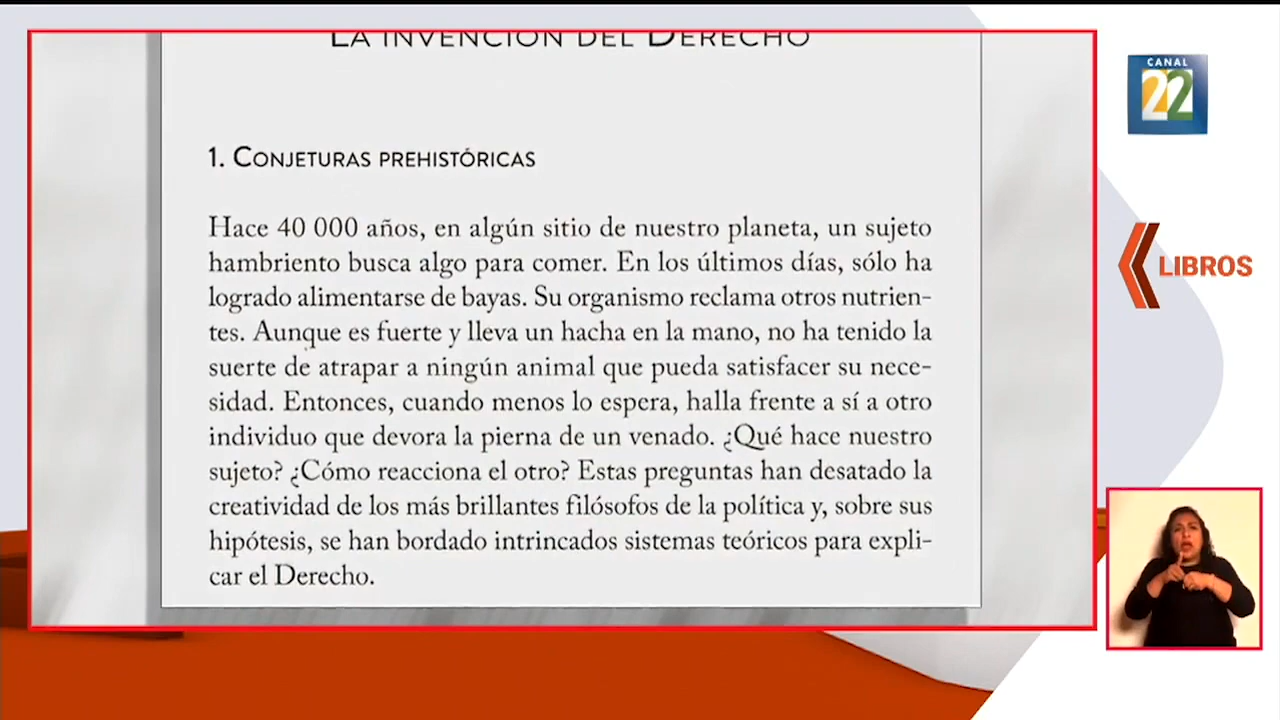 LA INVENCIÓN DEL DERECHO
1. CONJETURAS PREHISTÓRICAS
Hace 40 000 años, en algún sitio de nuestro planeta, un sujeto
hambriento busca algo para comer. En los últimos días, sólo ha
logrado alimentarse de bayas. Su organismo reclama otros nutrien-
tes. Aunque es fuerte y lleva un hacha en la mano, no ha tenido la
suerte de atrapar a ningún animal que pueda satisfacer su nece-
sidad. Entonces, cuando menos lo espera, halla frente a sí a otro
individuo que devora la pierna de un venado. ¿Qué hace nuestro
sujeto? ¿Cómo reacciona el otro? Estas preguntas han desatado la
creatividad de los más brillantes filósofos de la política y, sobre sus
hipótesis, se han bordado intrincados sistemas teóricos para expli-
car el Derecho.
CANAL
22
LIBROS